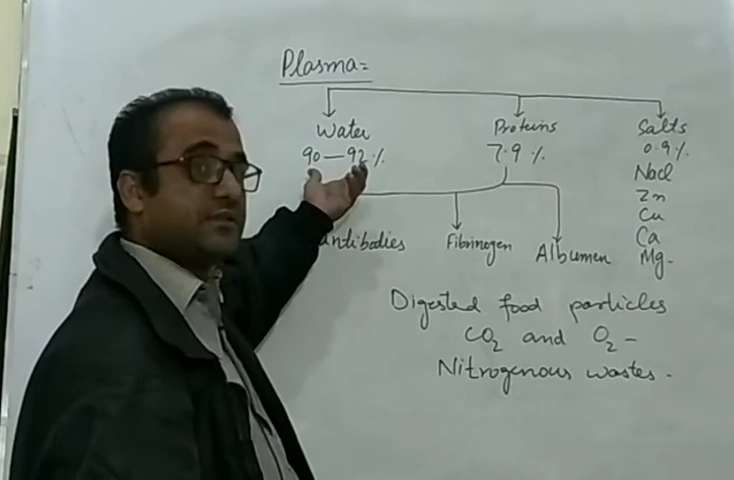 Plasma=
Water Proteins Salts
90-92% 7.9% 0.9%
Nacl
Zn
Cu
Ca
Mg-
antibodies Fibrinogen Albumen
Digested food particles
CO2 and O2-
Nitrogenous wastes.